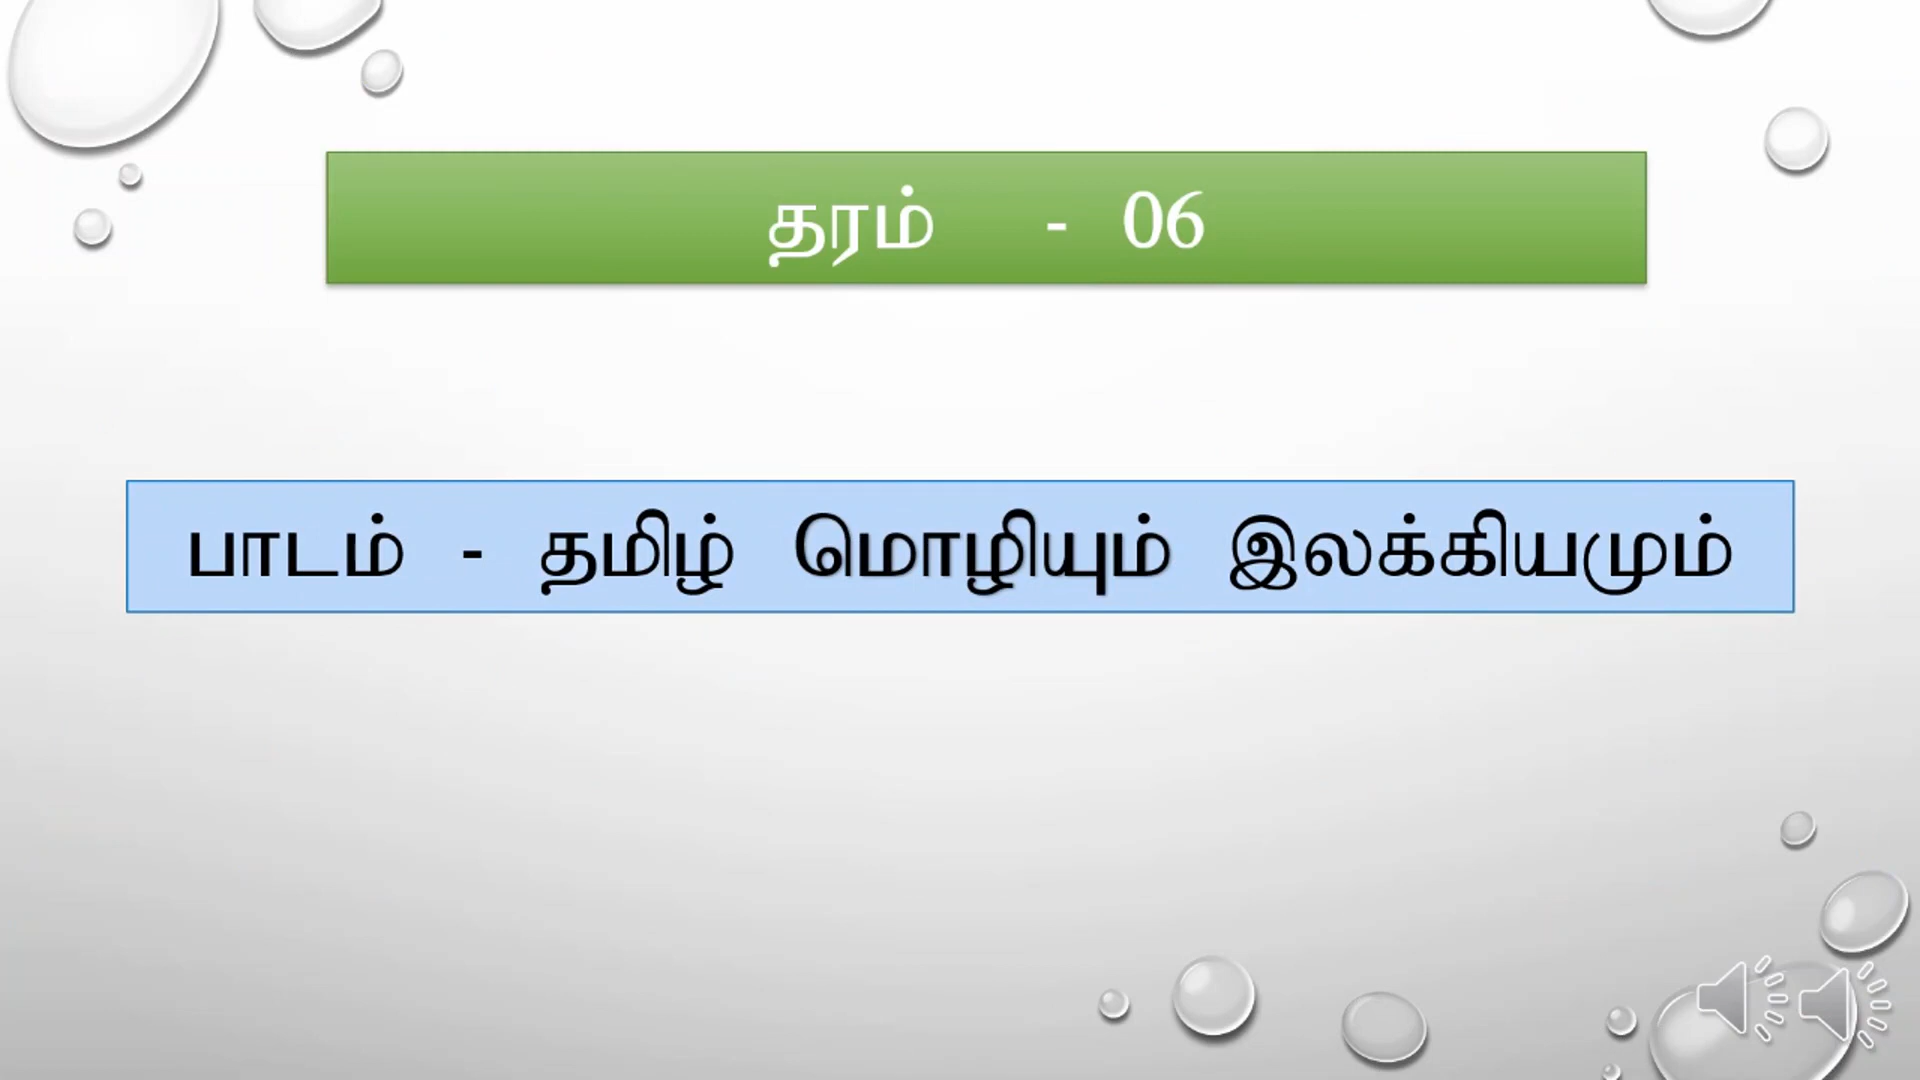 தரம் - 06
பாடம் - தமிழ் மொழியும் இலக்கியமும்